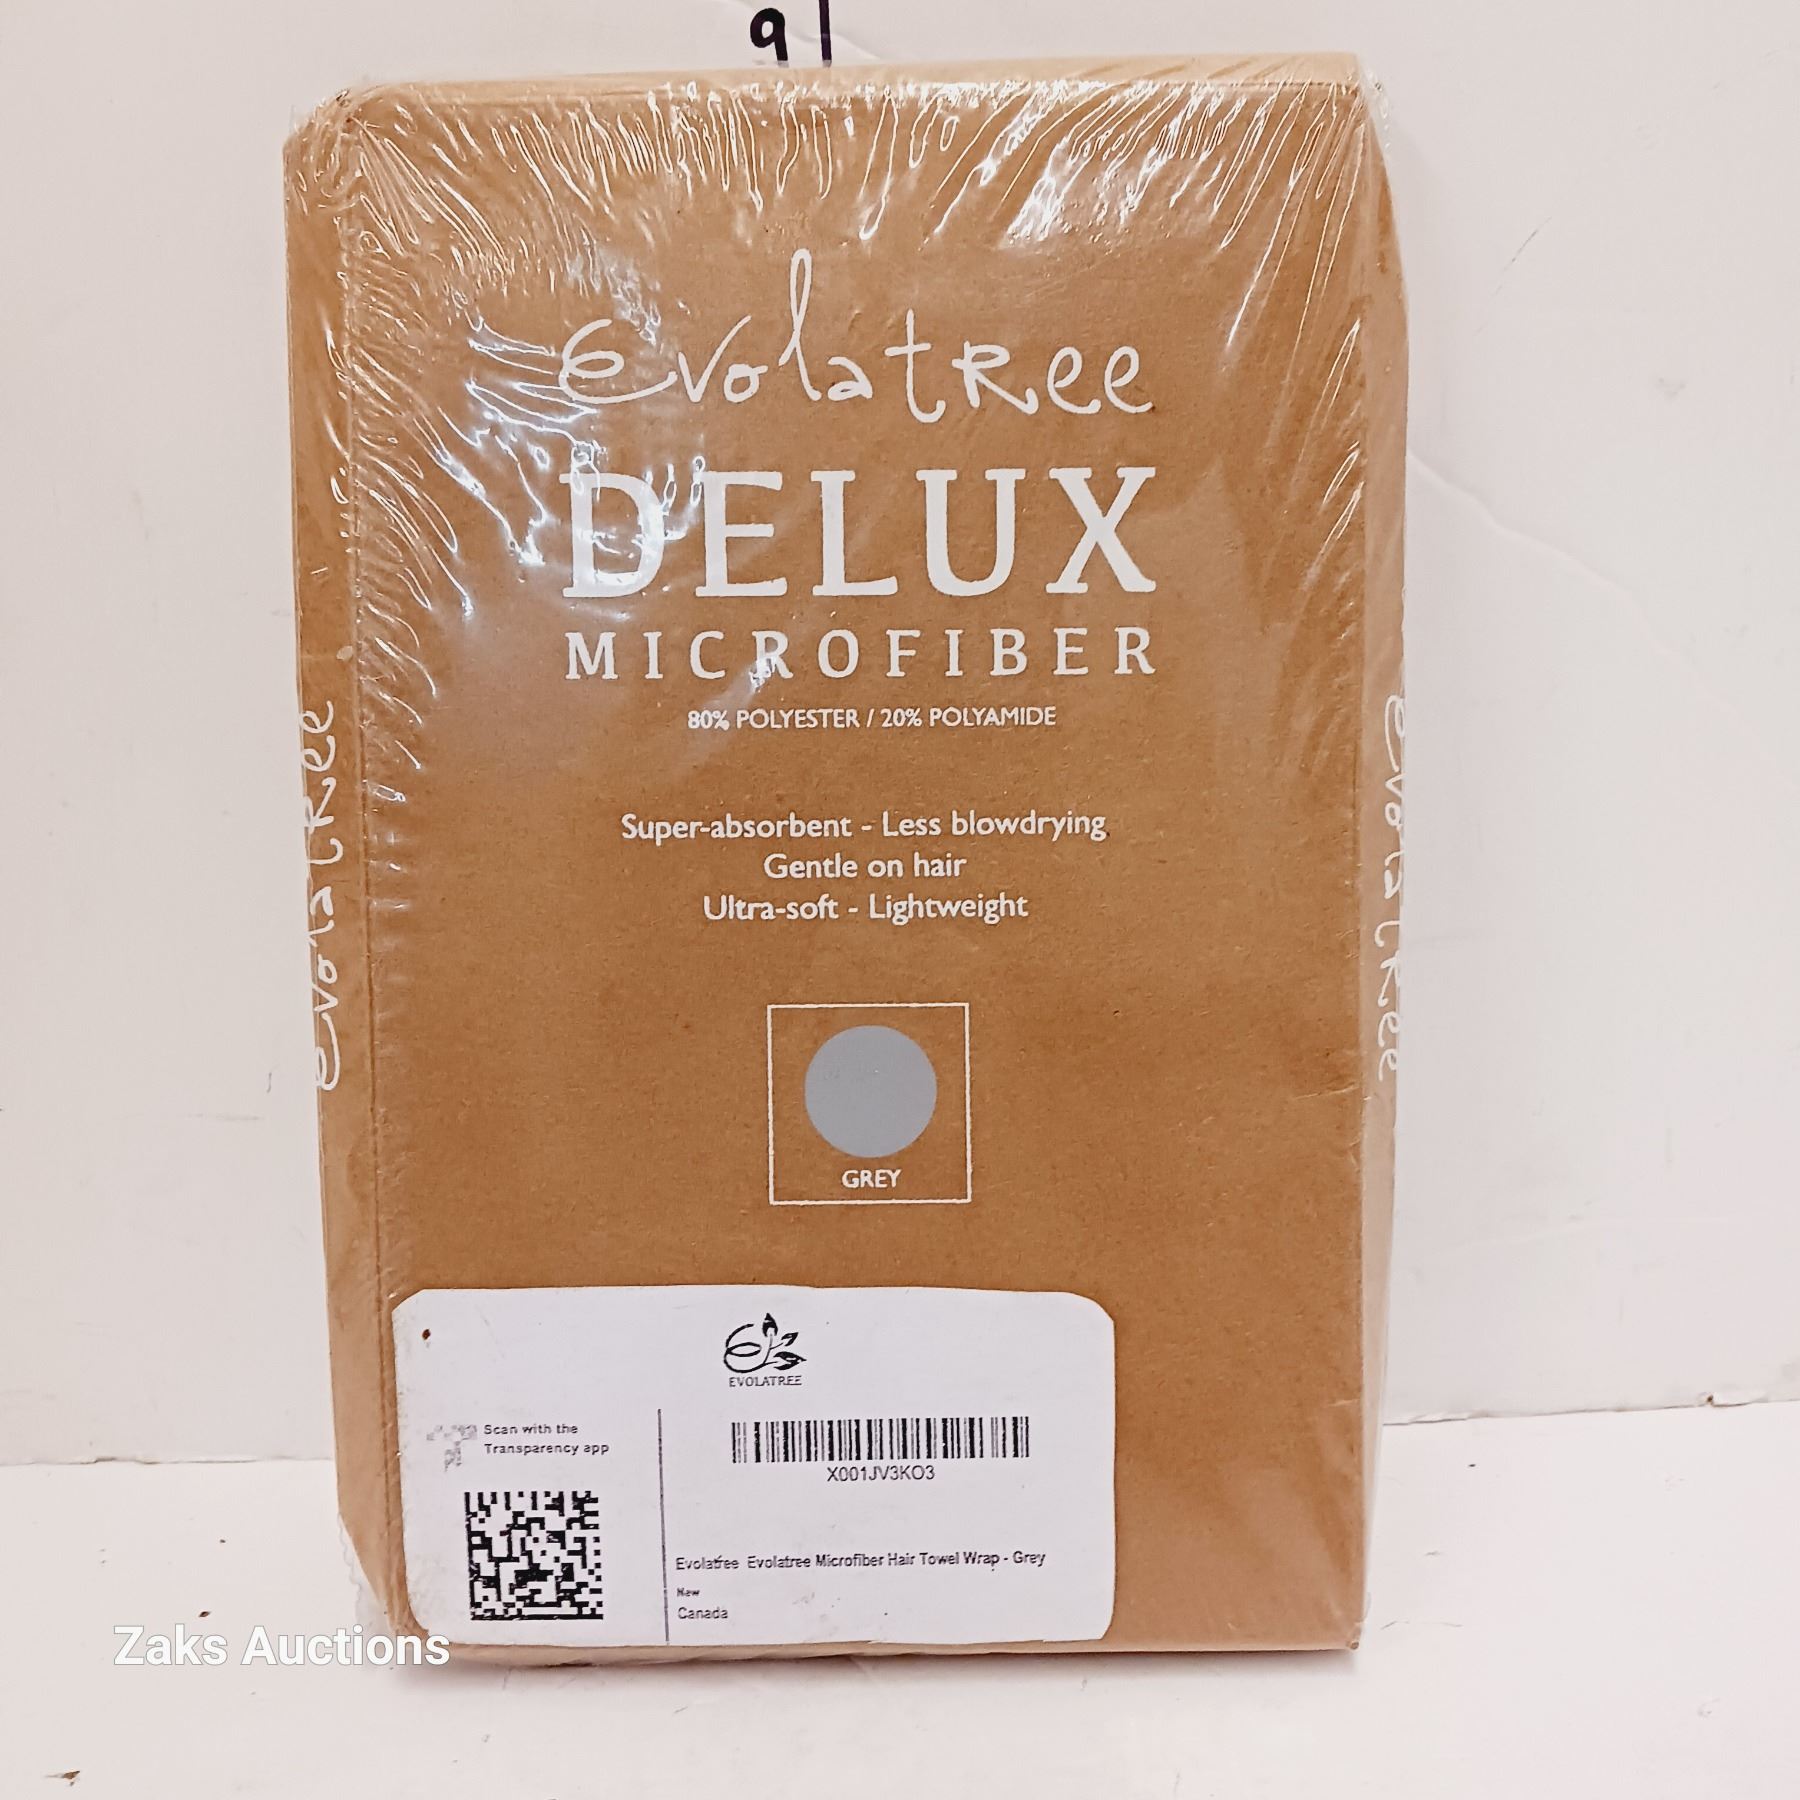 91
evolatree
DELUX
MICROFIBER
80% POLYESTER / 20% POLYAMIDE
Super-absorbent - Less blowdrying
Gentle on hair
Ultra-soft - Lightweight
GREY
evolatree
evolatree
EVOLATREE
Scan with the
Transparency app
X001JV3KO3
Evolatree Evolatree Microfiber Hair Towel Wrap - Grey
New
Canada
Zaks Auctions